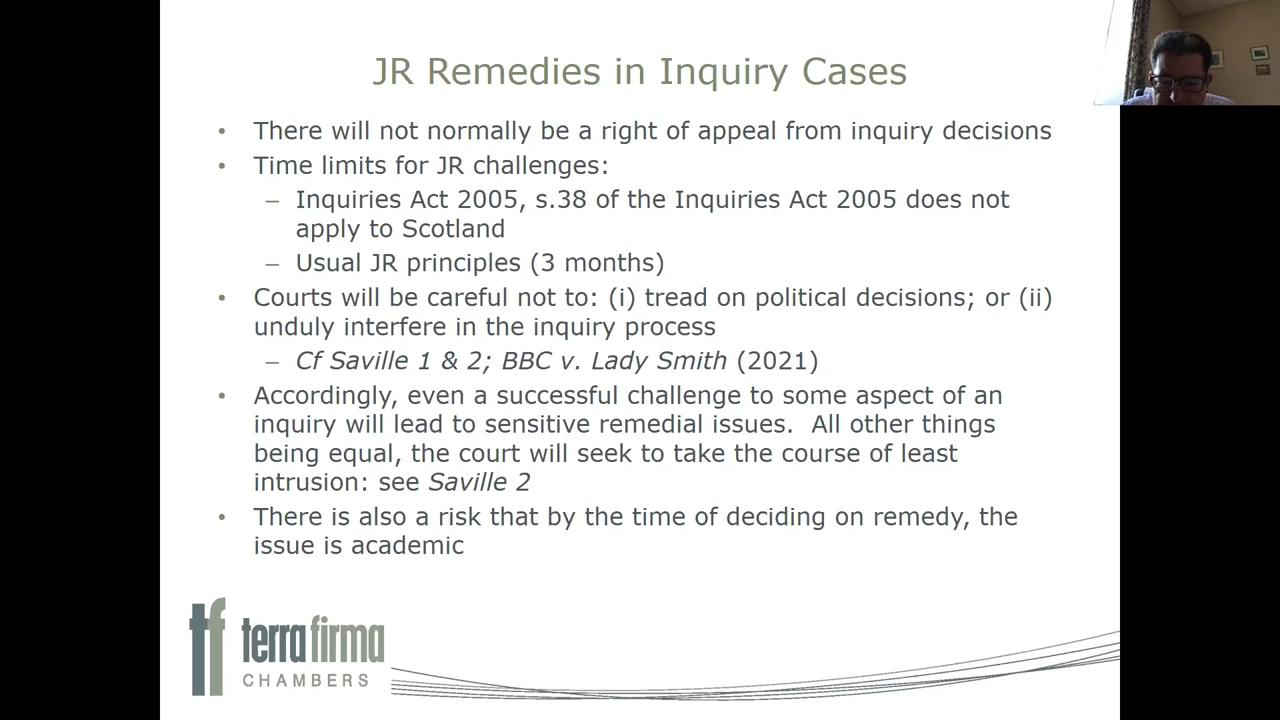 JR Remedies in Inquiry Cases
• There will not normally be a right of appeal from inquiry decisions
• Time limits for JR challenges:
– Inquiries Act 2005, s.38 of the Inquiries Act 2005 does not
apply to Scotland
– Usual JR principles (3 months)
• Courts will be careful not to: (i) tread on political decisions; or (ii)
unduly interfere in the inquiry process
– Cf Saville 1 & 2; BBC v. Lady Smith (2021)
• Accordingly, even a successful challenge to some aspect of an
inquiry will lead to sensitive remedial issues.  All other things
being equal, the court will seek to take the course of least
intrusion: see Saville 2
• There is also a risk that by the time of deciding on remedy, the
issue is academic
tf terra firma
CHAMBERS